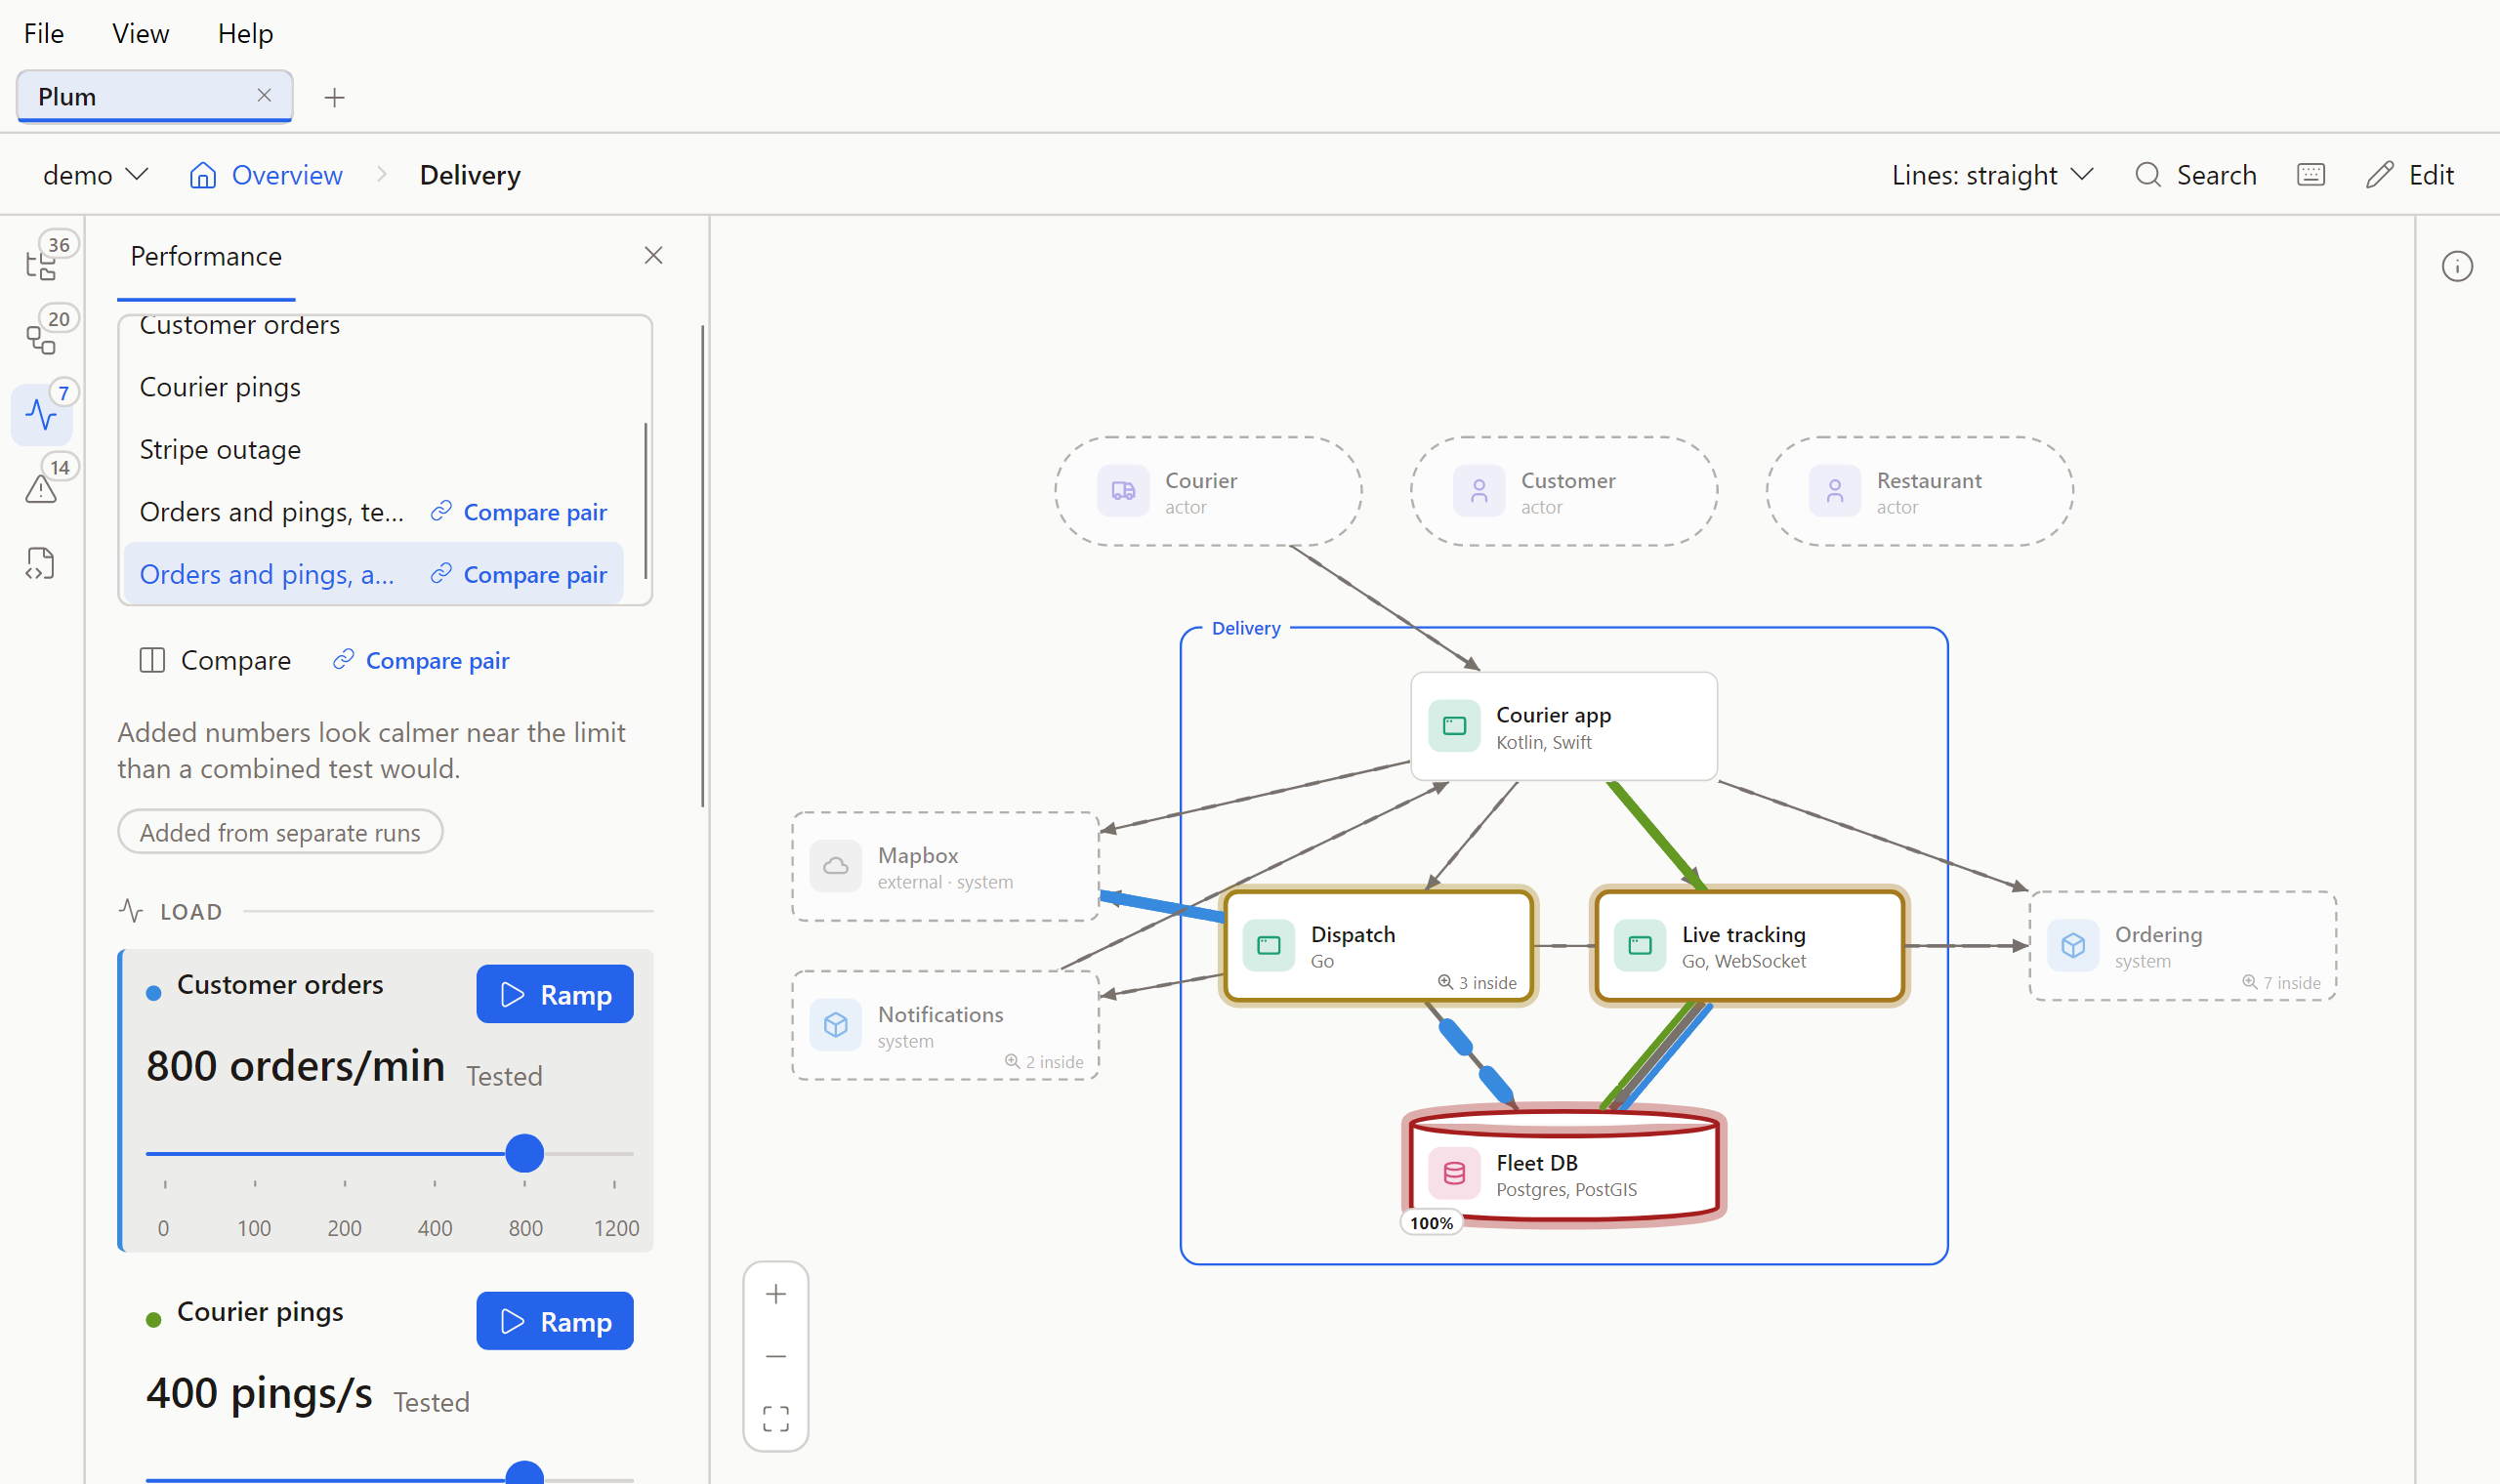 File View Help
Plum
demo Overview Delivery Lines: straight Search Edit
36
20
7
14
Performance
Customer orders
Courier pings
Stripe outage
Orders and pings, te... Compare pair
Orders and pings, a... Compare pair
Compare Compare pair
Added numbers look calmer near the limit
than a combined test would.
Added from separate runs
LOAD
Customer orders Ramp
800 orders/min Tested
0 100 200 400 800 1200
Courier pings Ramp
400 pings/s Tested
Courier
actor
Customer
actor
Restaurant
actor
Delivery
Courier app
Kotlin, Swift
Mapbox
external · system
Dispatch
Go
3 inside
Live tracking
Go, WebSocket
Ordering
system
7 inside
Notifications
system
2 inside
Fleet DB
Postgres, PostGIS
100%